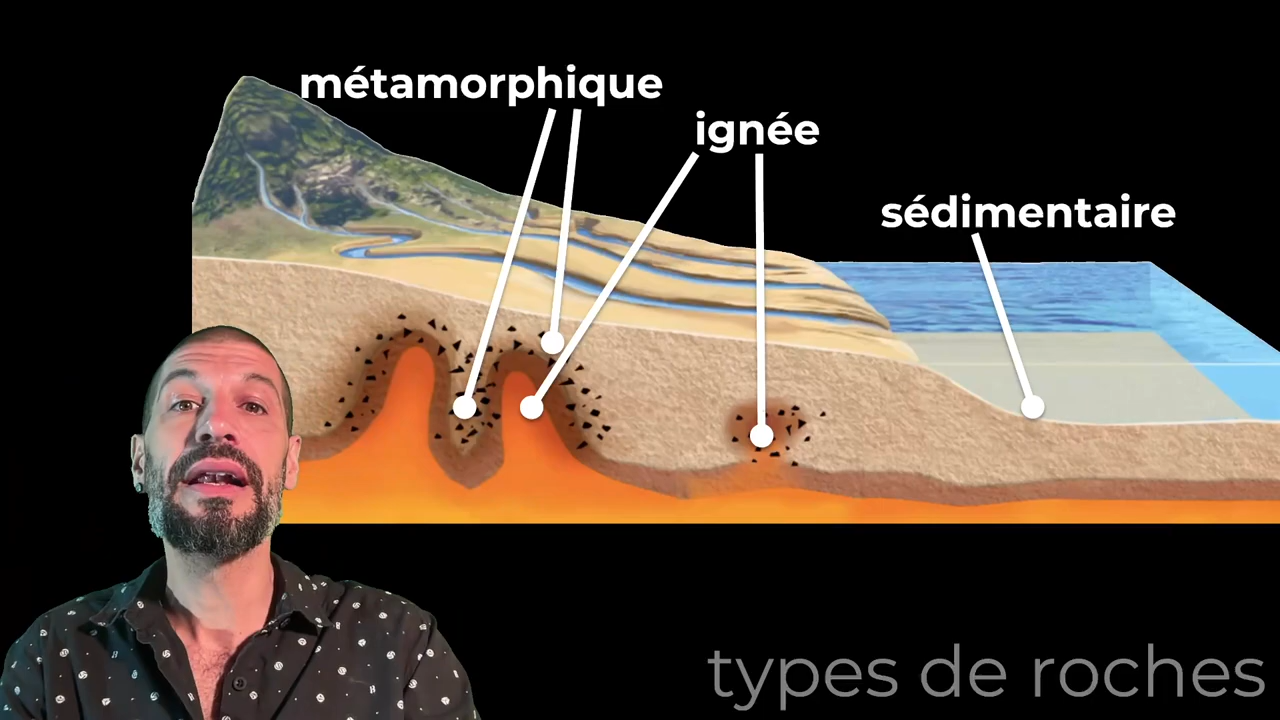 métamorphique
ignée
sédimentaire
types de roches